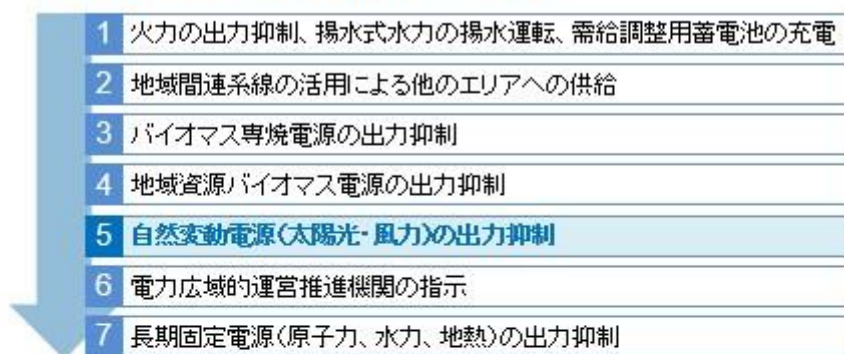 1 火力の出力抑制、揚水式水力の揚水運転、需給調整用蓄電池の充電
2 地域間連系線の活用による他のエリアへの供給
3 バイオマス専焼電源の出力抑制
4 地域資源バイオマス電源の出力抑制
5 自然変動電源(太陽光・風力)の出力抑制
6 電力広域的運営推進機関の指示
7 長期固定電源(原子力、水力、地熱)の出力抑制